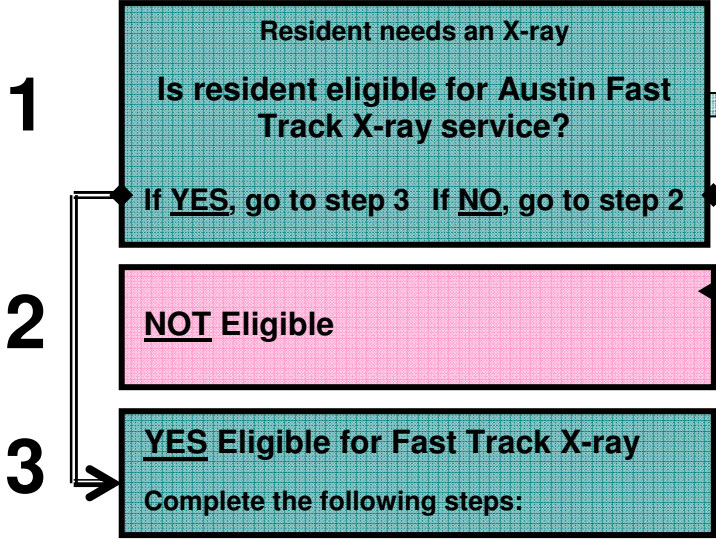 Resident needs an X-ray
1
Is resident eligible for Austin Fast
Track X-ray service?
If YES, go to step 3 If NO, go to step 2
2
NOT Eligible
3
YES Eligible for Fast Track X-ray
Complete the following steps: